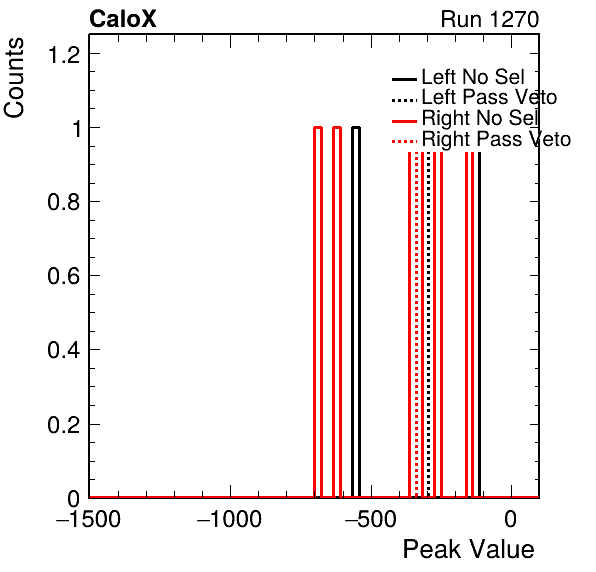 CaloX Run 1270
Counts
1.2
1
0.8
0.6
0.4
0.2
0
Left No Sel
Left Pass Veto
Right No Sel
Right Pass Veto
−1500 −1000 −500 0
Peak Value